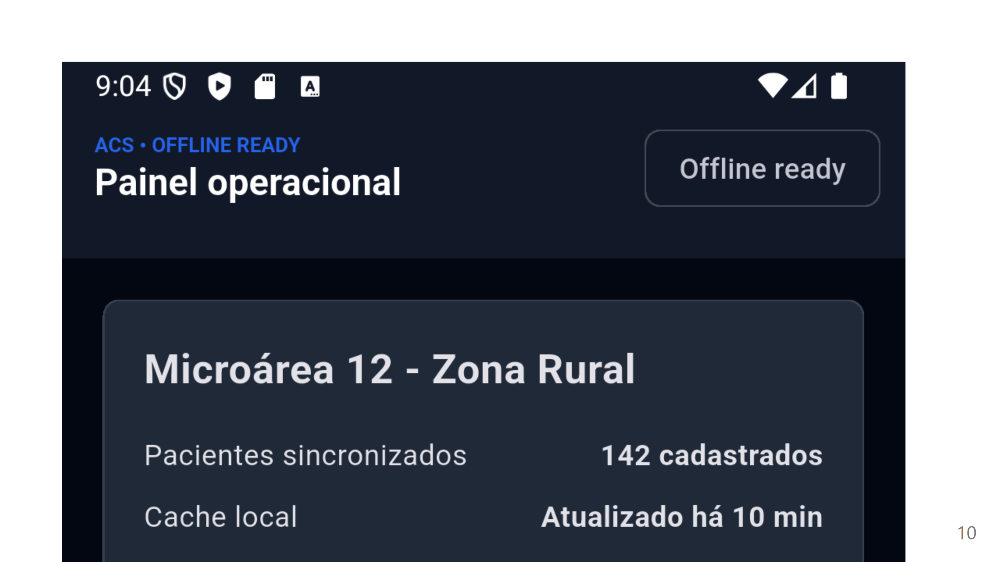 9:04
ACS • OFFLINE READY
Painel operacional
Offline ready
Microárea 12 - Zona Rural
Pacientes sincronizados 142 cadastrados
Cache local Atualizado há 10 min
10